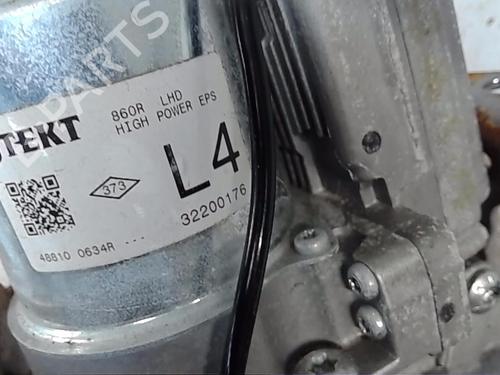 860R LHD
HIGH POWER EPS
TEKT
373
L4
32200176
48810 0634R ---